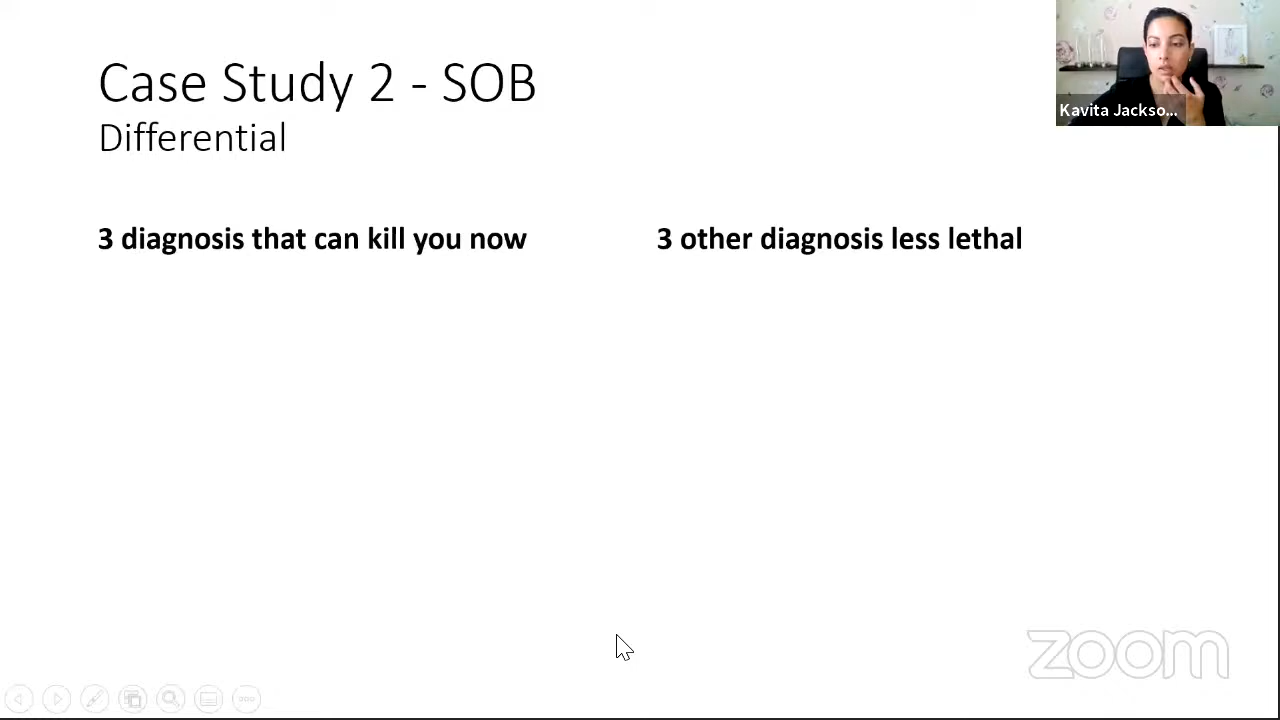 Case Study 2 - SOB
Differential
Kavita Jackso...
3 diagnosis that can kill you now
3 other diagnosis less lethal
zoom